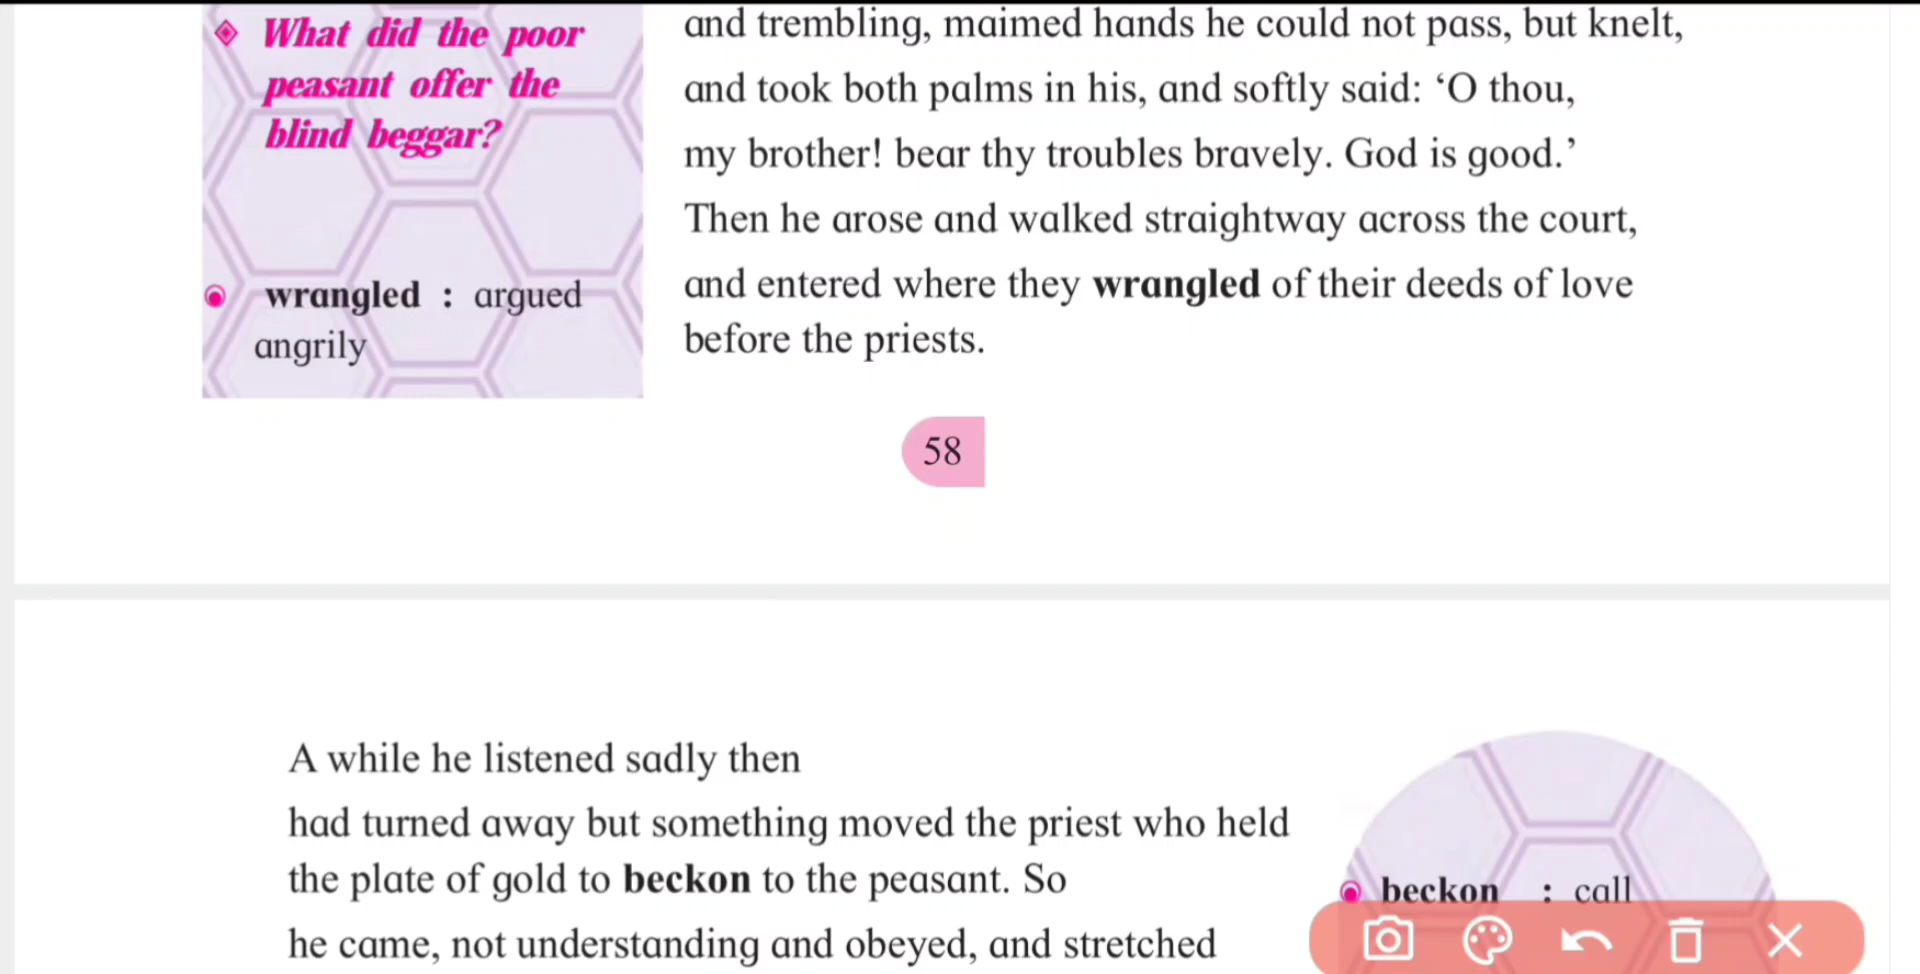 What did the poor
peasant offer the
blind beggar?
wrangled : argued
angrily
and trembling, maimed hands he could not pass, but knelt,
and took both palms in his, and softly said: ‘O thou,
my brother! bear thy troubles bravely. God is good.’
Then he arose and walked straightway across the court,
and entered where they wrangled of their deeds of love
before the priests.
58
A while he listened sadly then
had turned away but something moved the priest who held
the plate of gold to beckon to the peasant. So
he came, not understanding and obeyed, and stretched
beckon : call